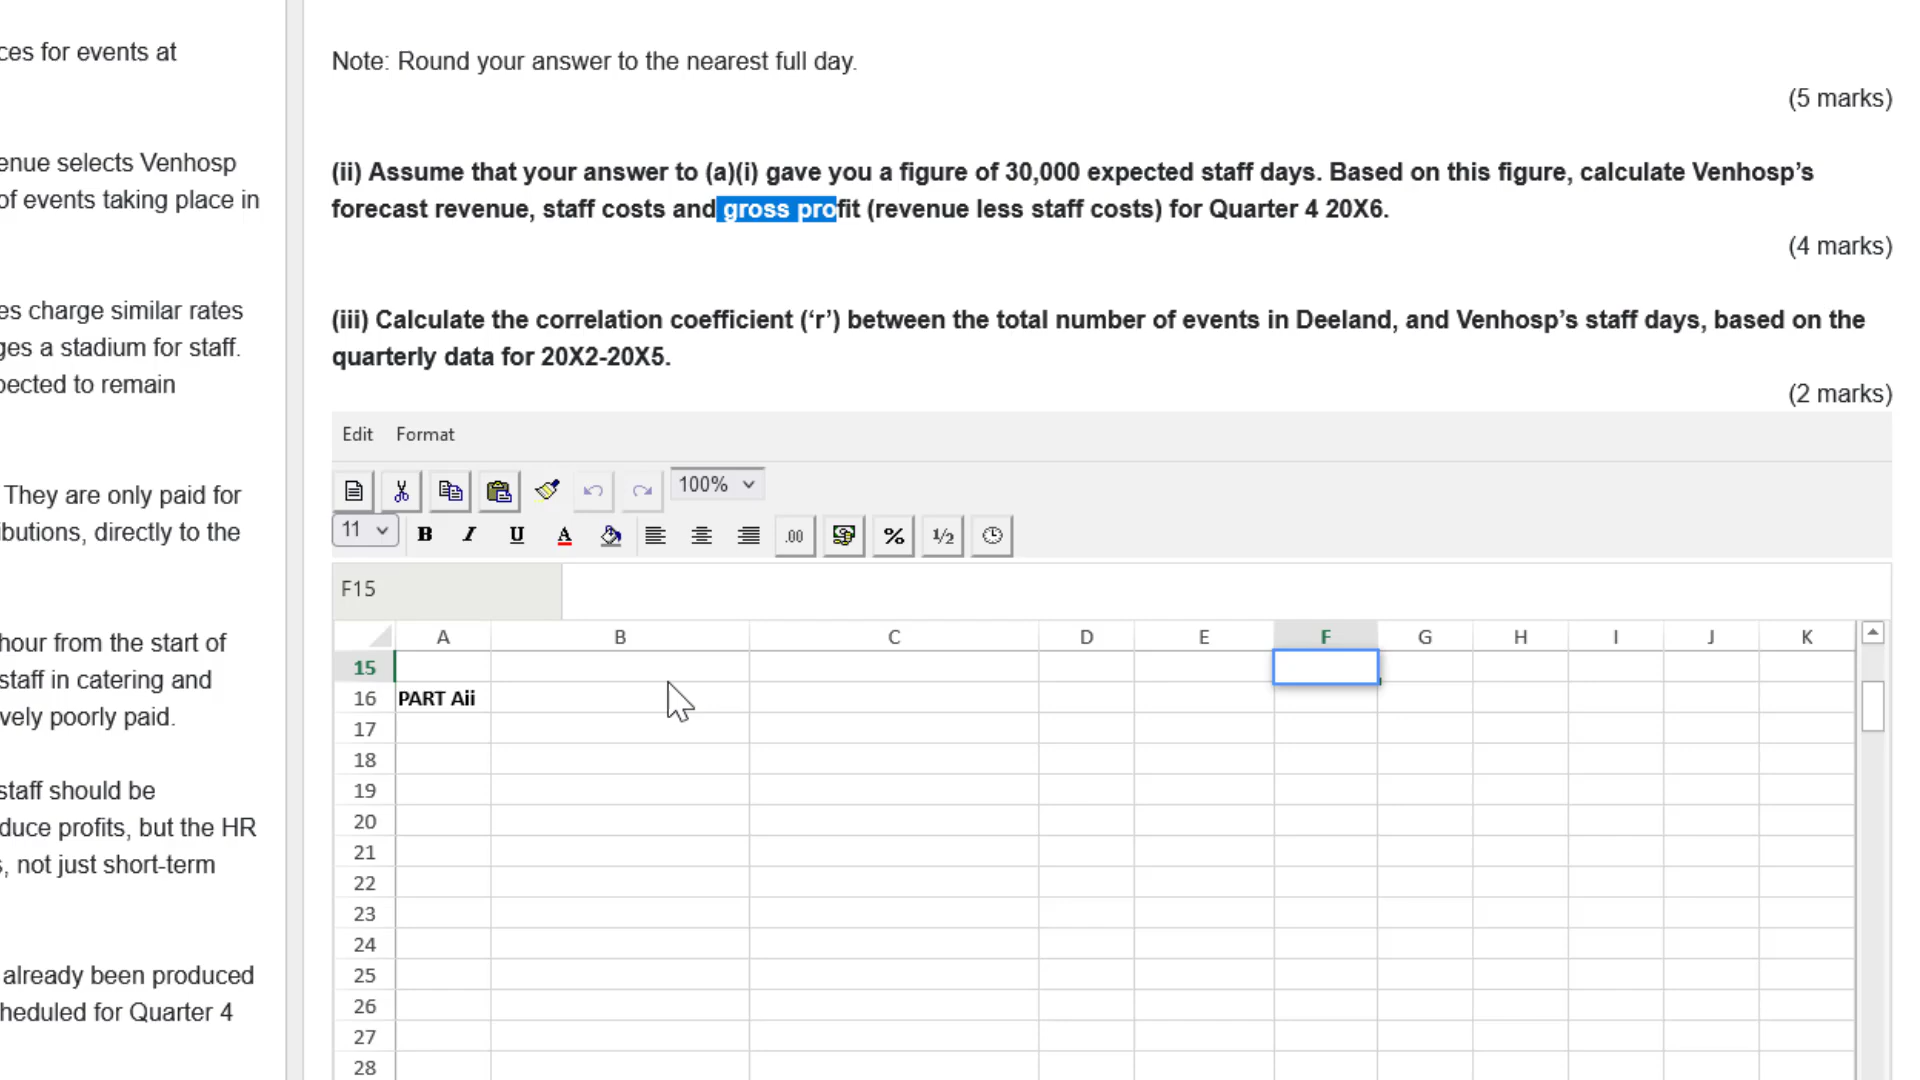 ces for events at
enue selects Venhosp
of events taking place in
es charge similar rates
ges a stadium for staff.
pected to remain
They are only paid for
ibutions, directly to the
hour from the start of
staff in catering and
vely poorly paid.
staff should be
duce profits, but the HR
s, not just short-term
already been produced
heduled for Quarter 4
Note: Round your answer to the nearest full day.
(5 marks)
(ii) Assume that your answer to (a)(i) gave you a figure of 30,000 expected staff days. Based on this figure, calculate Venhosp’s
forecast revenue, staff costs and gross profit (revenue less staff costs) for Quarter 4 20X6.
(4 marks)
(iii) Calculate the correlation coefficient (‘r’) between the total number of events in Deeland, and Venhosp’s staff days, based on the
quarterly data for 20X2-20X5.
(2 marks)
Edit Format
100%
11 B I U A .00 % 1/2
F15
A B C D E F G H I J K
15
16 PART Aii
17
18
19
20
21
22
23
24
25
26
27
28